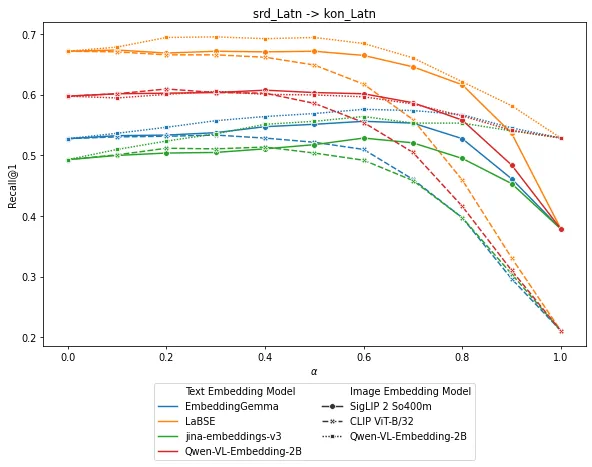 srd_Latn -> kon_Latn
0.7
0.6
0.5
0.4
0.3
0.2
Recall@1
0.0 0.2 0.4 0.6 0.8 1.0
α
Text Embedding Model Image Embedding Model
EmbeddingGemma SigLIP 2 So400m
LaBSE CLIP ViT-B/32
jina-embeddings-v3 Qwen-VL-Embedding-2B
Qwen-VL-Embedding-2B